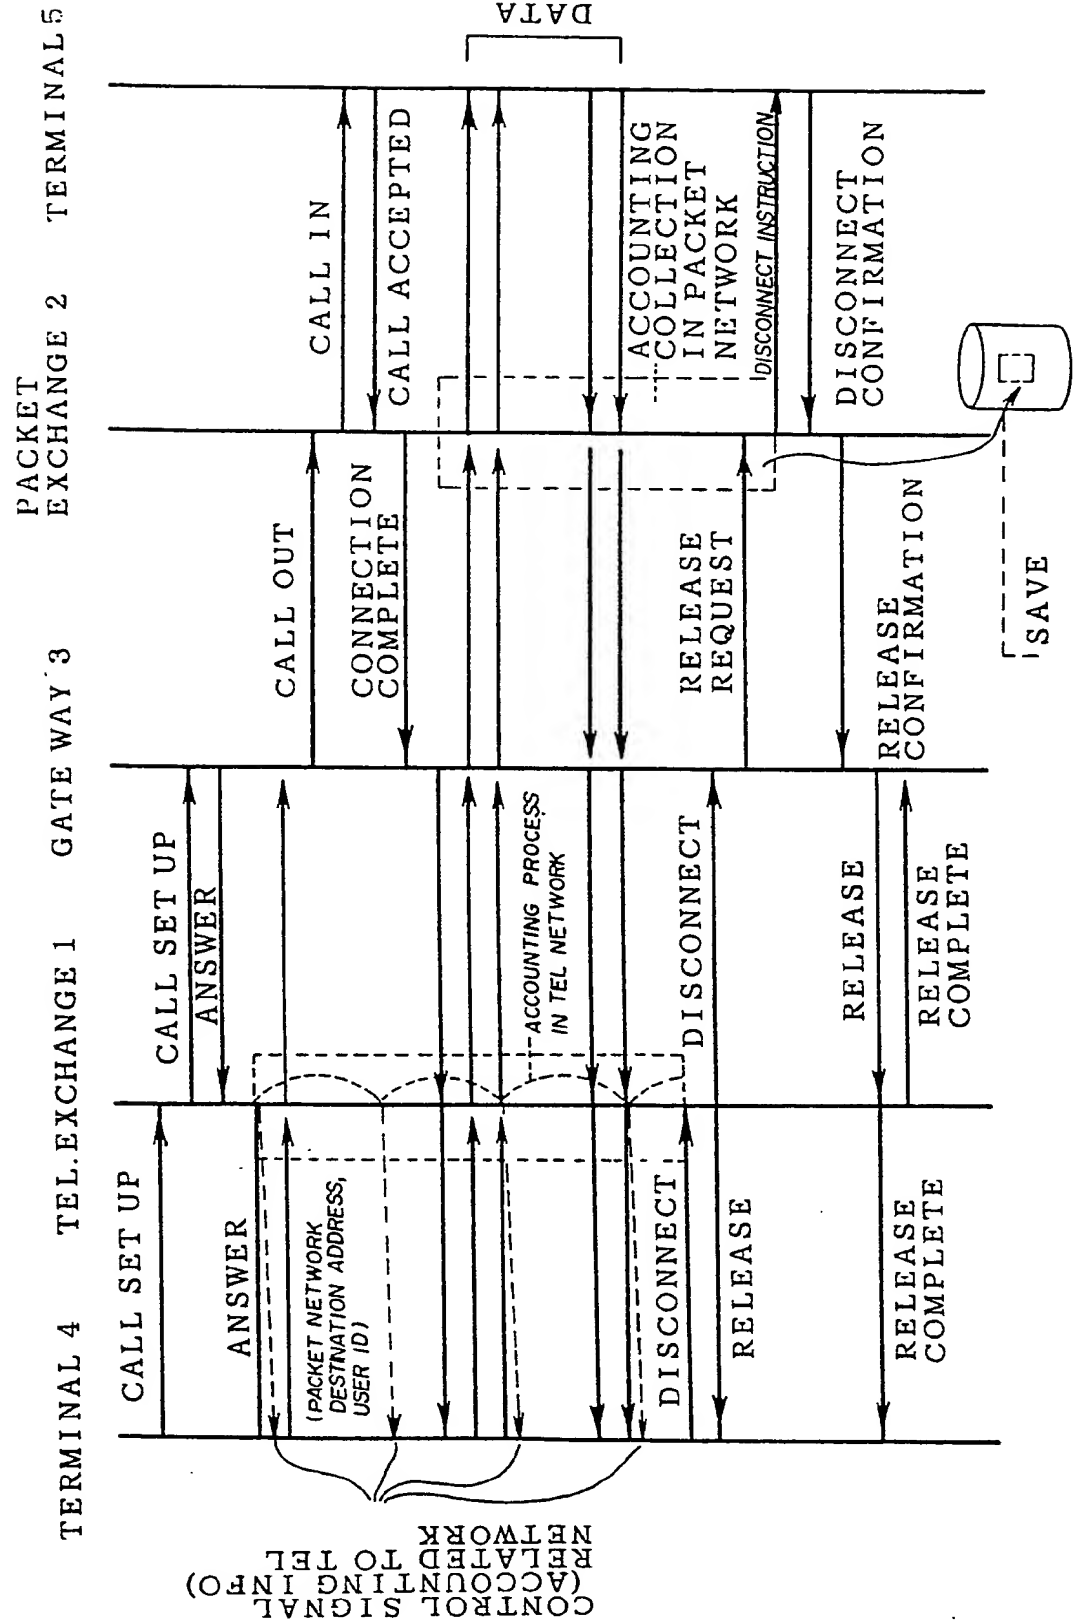 PACKET
TERMINAL 4
TEL.EXCHANGE 1
GATE WAY 3
EXCHANGE 2
TERMINAL 5
CALL SET UP
CALL SET UP
ANSWER
ANSWER
(PACKET NETWORK
DESTINATION ADDRESS,
USER ID)
CALL OUT
CALL IN
CALL ACCEPTED
CONNECTION
COMPLETE
DATA
CONTROL SIGNAL
(ACCOUNTING INFO)
RELATED TO TEL
NETWORK
ACCOUNTING PROCESS
IN TEL NETWORK
ACCOUNTING
COLLECTION
IN PACKET
NETWORK
DISCONNECT
DISCONNECT
RELEASE
REQUEST
DISCONNECT INSTRUCTION
RELEASE
DISCONNECT
CONFIRMATION
RELEASE
CONFIRMATION
RELEASE
RELEASE
COMPLETE
RELEASE
COMPLETE
SAVE